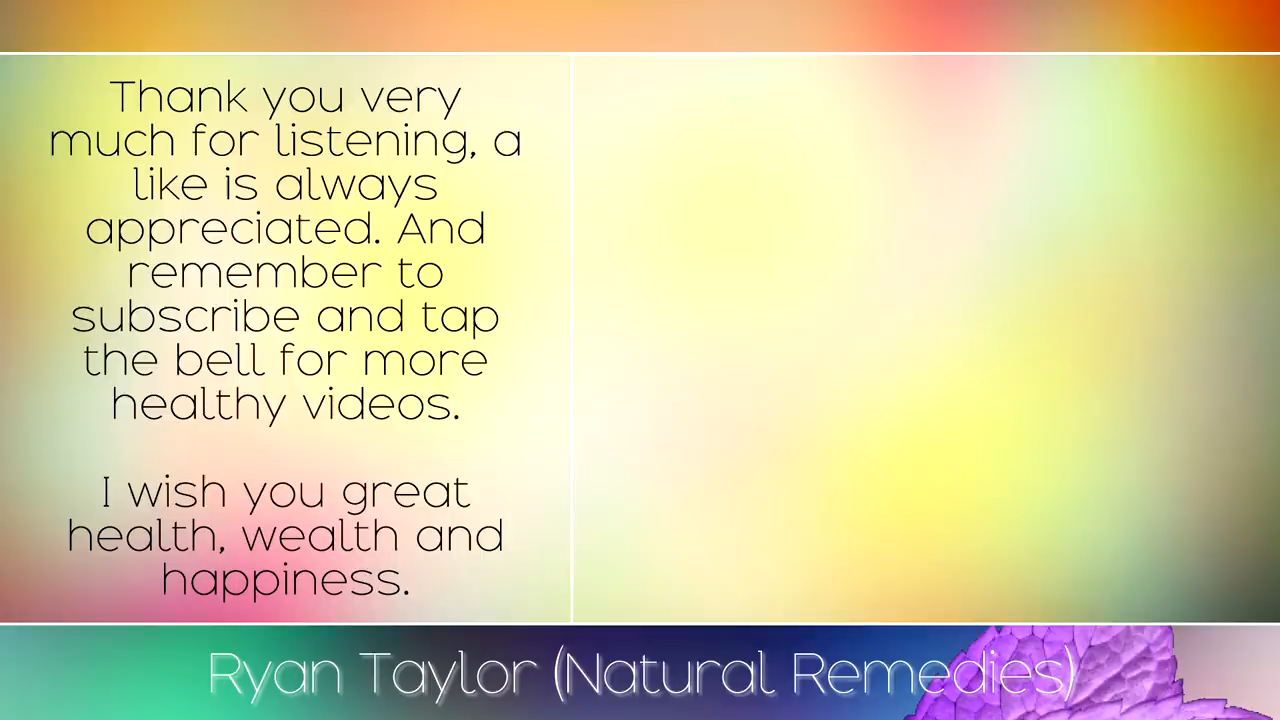 Thank you very
much for listening, a
like is always
appreciated. And
remember to
subscribe and tap
the bell for more
healthy videos.
I wish you great
health, wealth and
happiness.
Ryan Taylor (Natural Remedies)